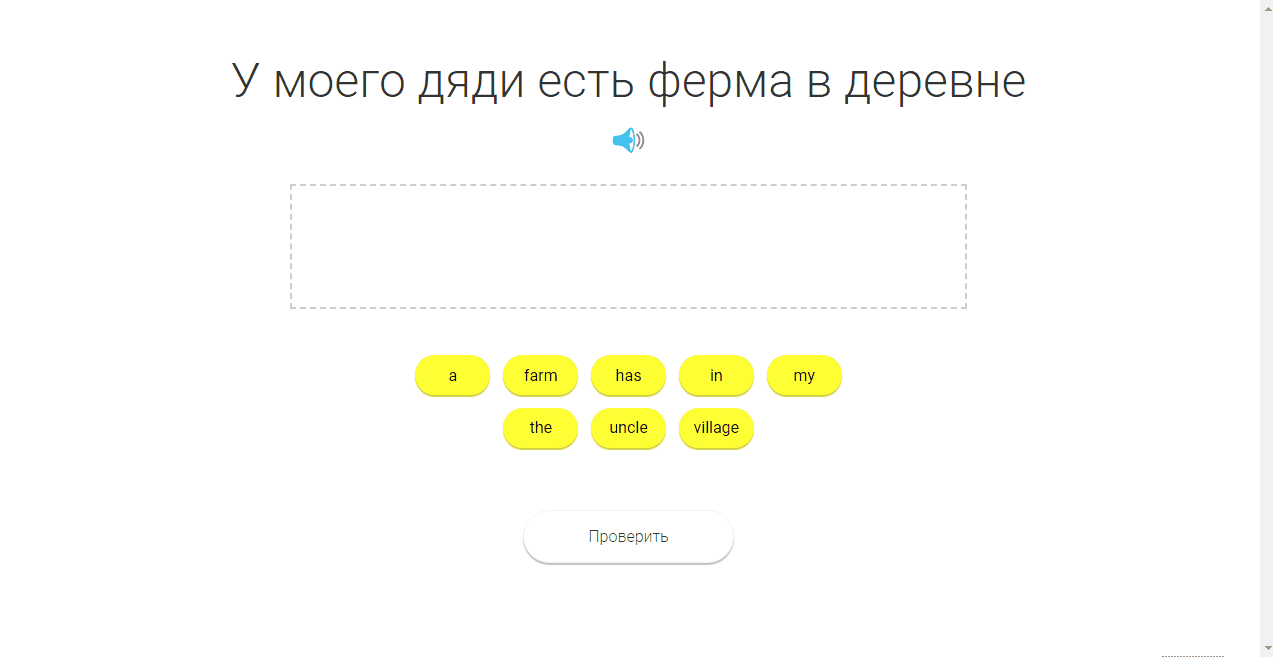 У моего дяди есть ферма в деревне
a farm has in my
the uncle village
Проверить